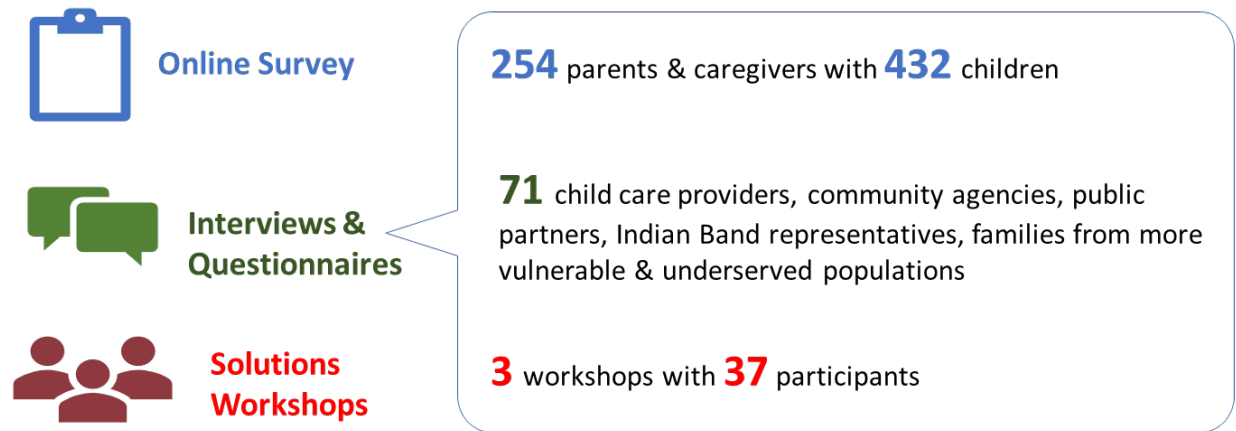 Online Survey
254 parents & caregivers with 432 children
Interviews &
Questionnaires
71 child care providers, community agencies, public
partners, Indian Band representatives, families from more
vulnerable & underserved populations
Solutions
Workshops
3 workshops with 37 participants